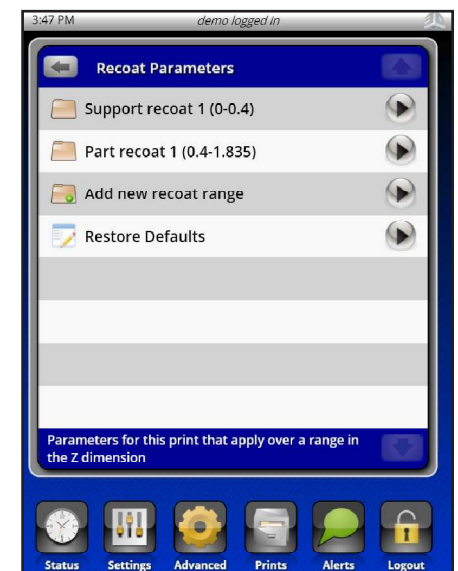 3:47 PM demo logged in
Recoat Parameters
Support recoat 1 (0-0.4)
Part recoat 1 (0.4-1.835)
Add new recoat range
Restore Defaults
Parameters for this print that apply over a range in
the Z dimension
Status Settings Advanced Prints Alerts Logout